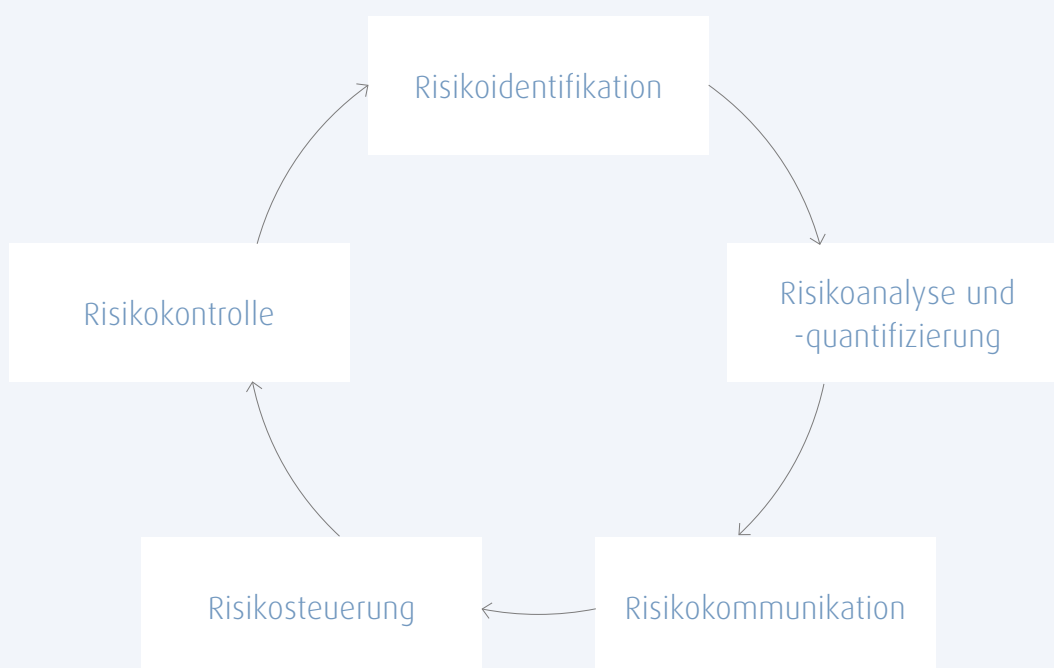 Risikoidentifikation
Risikoanalyse und
-quantifizierung
Risikokommunikation
Risikosteuerung
Risikokontrolle